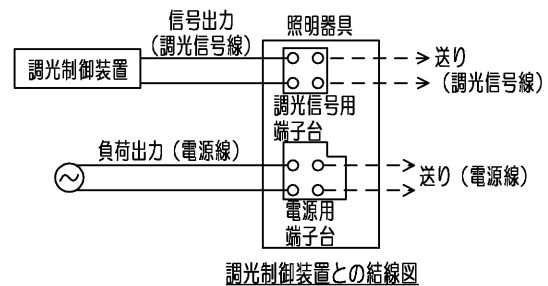 信号出力
（調光信号線）
照明器具
調光制御装置
送り
（調光信号線）
調光信号用
端子台
負荷出力（電源線）
送り（電源線）
電源用
端子台
調光制御装置との結線図